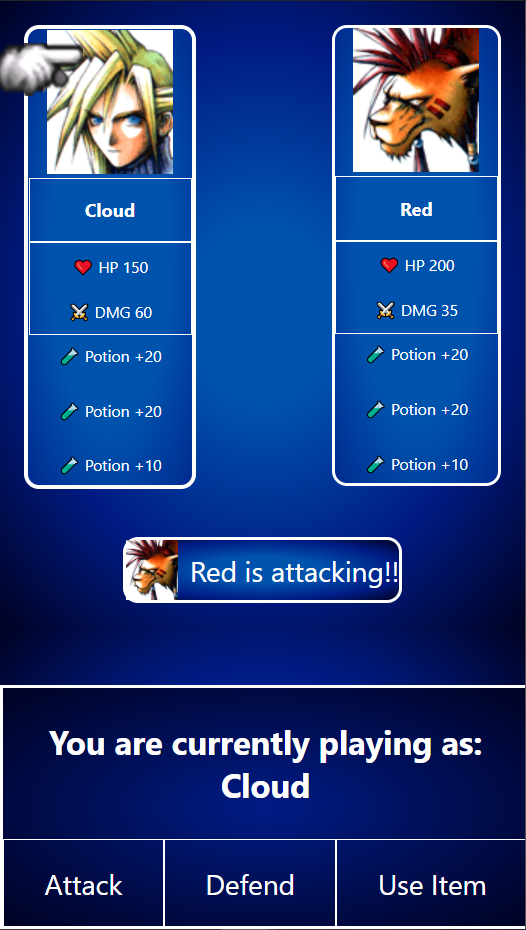 Cloud
HP 150
DMG 60
Potion +20
Potion +20
Potion +10
Red
HP 200
DMG 35
Potion +20
Potion +20
Potion +10
Red is attacking!!
You are currently playing as:
Cloud
Attack
Defend
Use Item